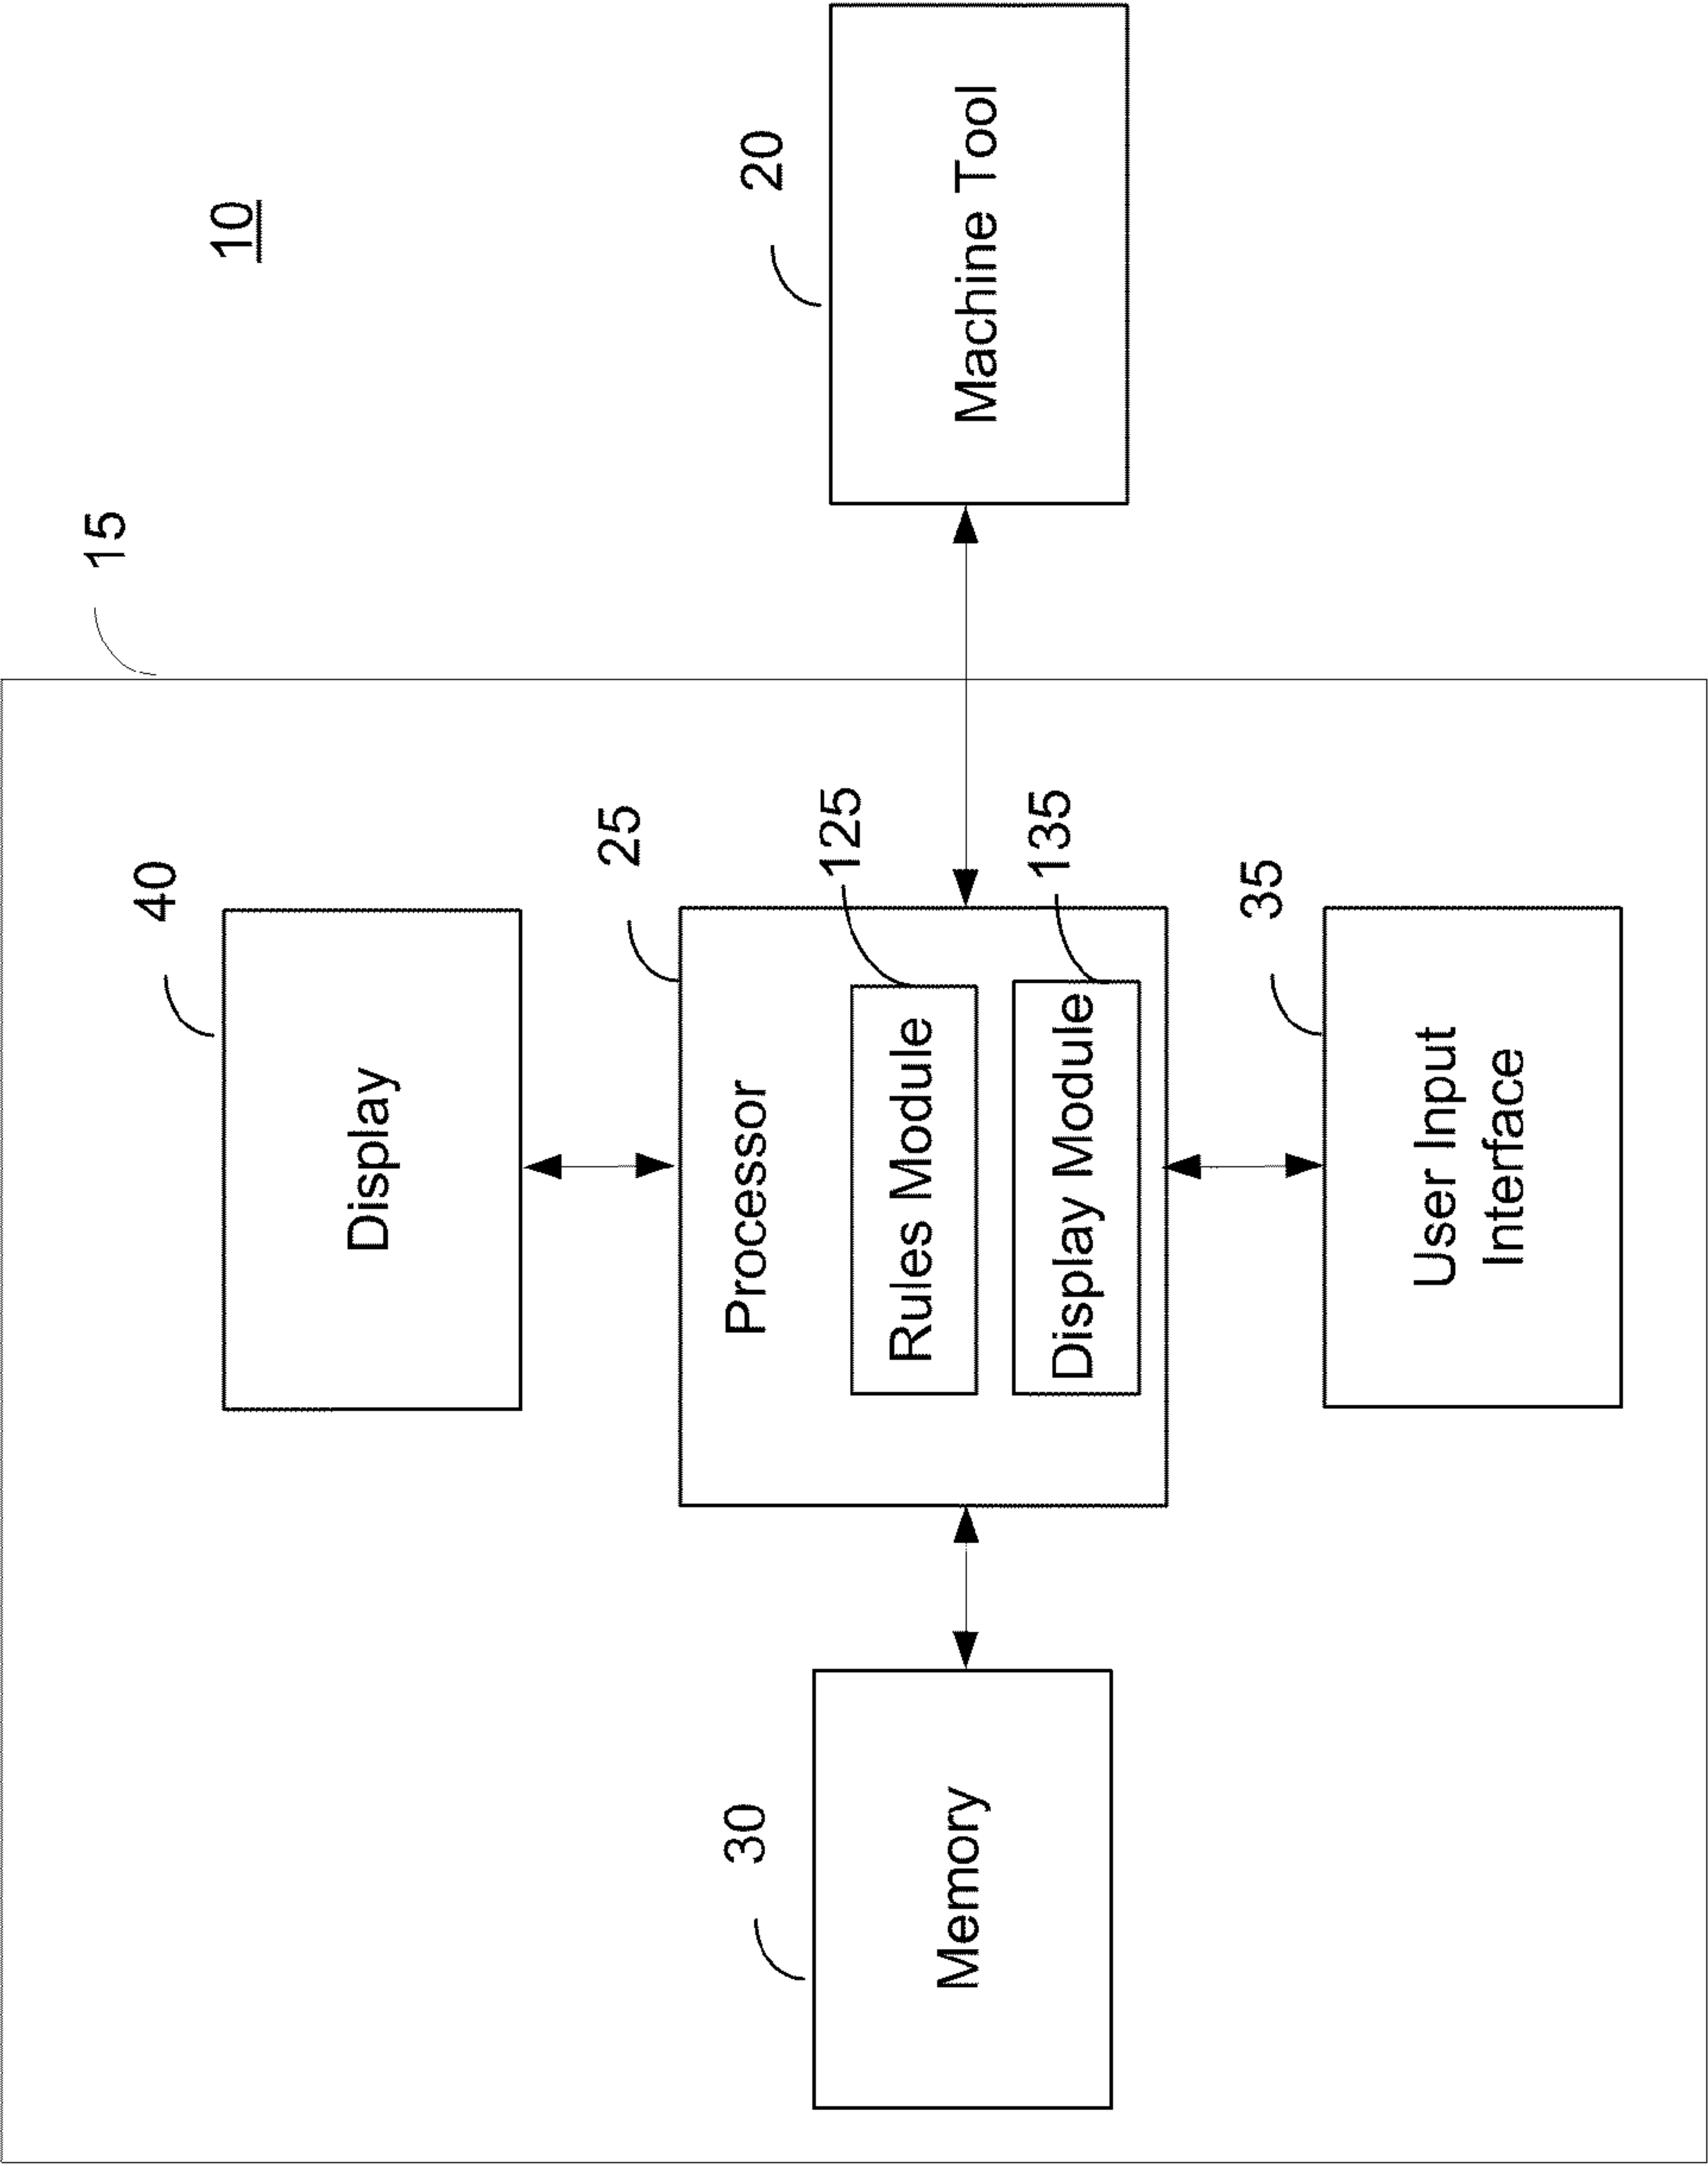 10
15
20
Machine Tool
40
Display
25
Processor
125
Rules Module
135
Display Module
35
User Input
Interface
30
Memory